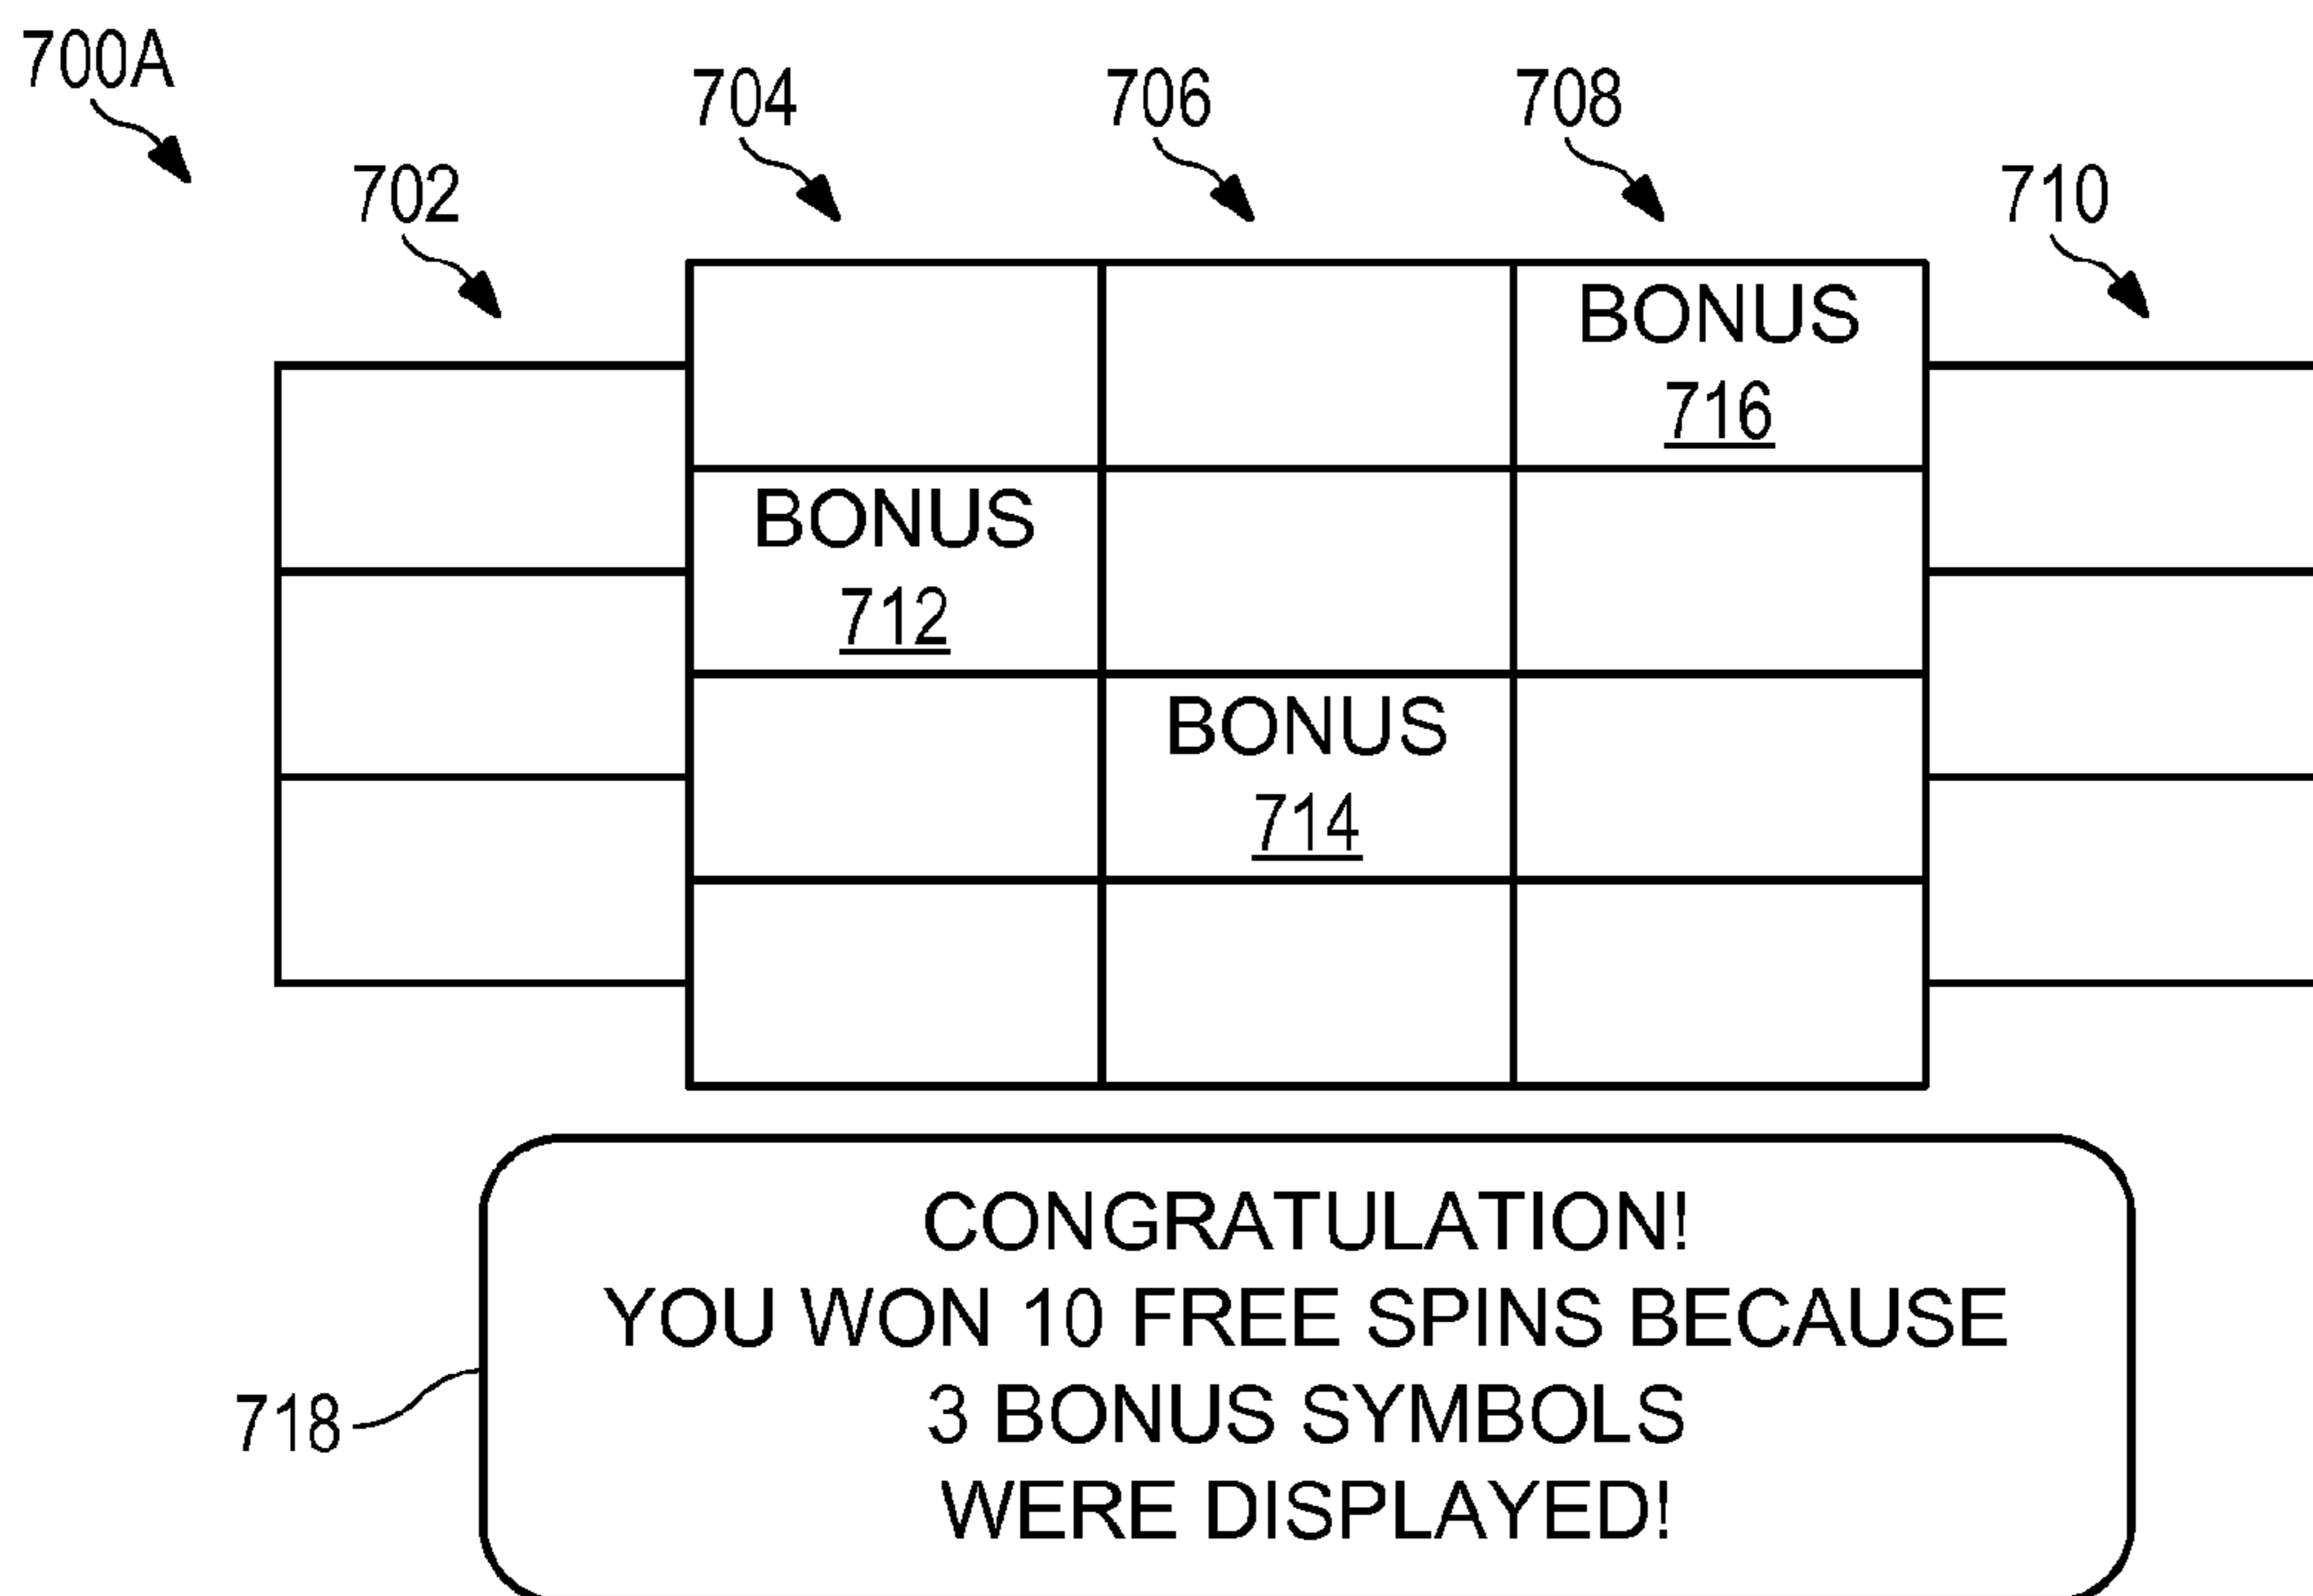 700A
704
706
708
702
710
BONUS
716
BONUS
712
BONUS
714
CONGRATULATION!
YOU WON 10 FREE SPINS BECAUSE
3 BONUS SYMBOLS
WERE DISPLAYED!
718